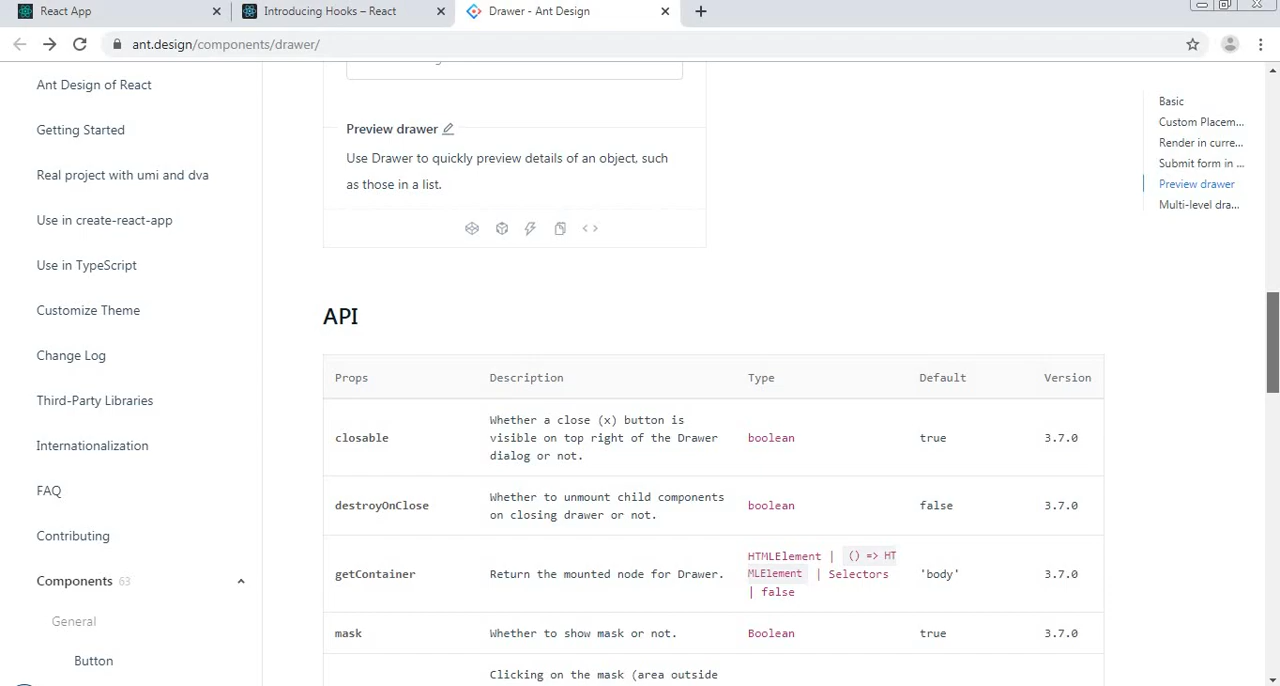 React App
Introducing Hooks – React
Drawer - Ant Design
ant.design/components/drawer/
Ant Design of React
Getting Started
Real project with umi and dva
Use in create-react-app
Use in TypeScript
Customize Theme
Change Log
Third-Party Libraries
Internationalization
FAQ
Contributing
Components 63
General
Button
Preview drawer
Use Drawer to quickly preview details of an object, such
as those in a list.
API
Props Description Type Default Version
closable Whether a close (x) button is visible on top right of the Drawer dialog or not. boolean true 3.7.0
destroyOnClose Whether to unmount child components on closing drawer or not. boolean false 3.7.0
getContainer Return the mounted node for Drawer. HTMLElement | () => HTMLElement | Selectors | false 'body' 3.7.0
mask Whether to show mask or not. Boolean true 3.7.0
Clicking on the mask (area outside
Basic
Custom Placem...
Render in curre...
Submit form in ...
Preview drawer
Multi-level dra...